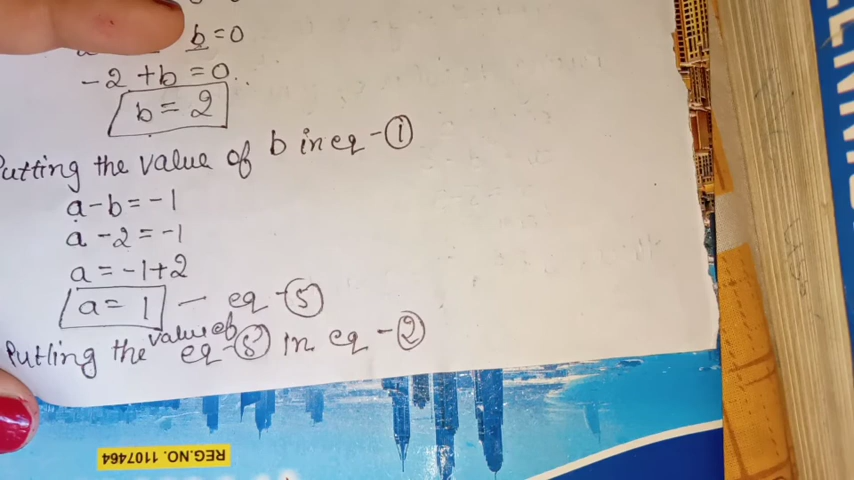 b = 0
-2 + b = 0
b = 2
Putting the value of b in eq - ①
a - b = -1
a - 2 = -1
a = -1 + 2
a = 1 — eq - ⑤
Putting the value of eq - ⑤ in eq - ②
REG.NO. 1107464